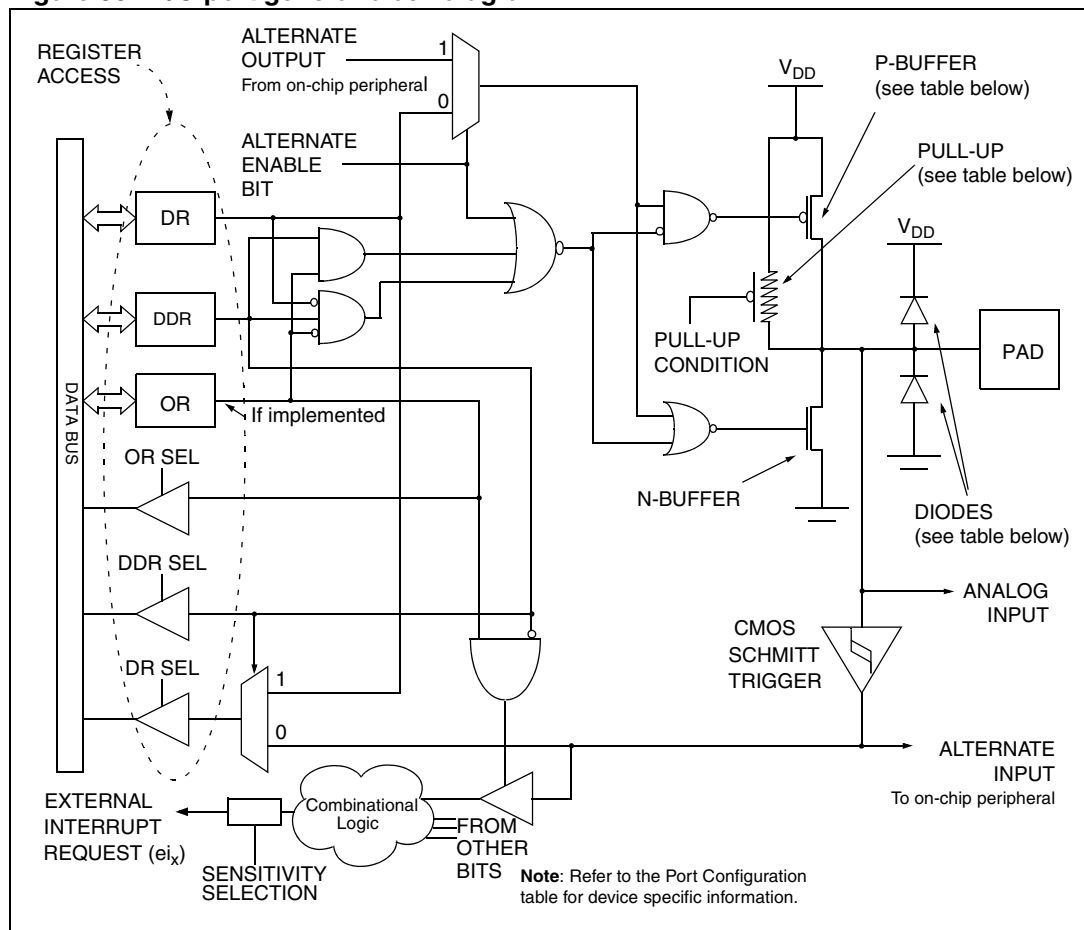 REGISTER
ACCESS
ALTERNATE
OUTPUT
From on-chip peripheral
1
0
ALTERNATE
ENABLE
BIT
VDD
P-BUFFER
(see table below)
PULL-UP
(see table below)
VDD
DR
DDR
OR
PULL-UP
CONDITION
PAD
If implemented
DATA BUS
OR SEL
DDR SEL
DR SEL
1
0
N-BUFFER
DIODES
(see table below)
ANALOG
INPUT
CMOS
SCHMITT
TRIGGER
ALTERNATE
INPUT
To on-chip peripheral
EXTERNAL
INTERRUPT
REQUEST (eix)
SENSITIVITY
SELECTION
Combinational
Logic
FROM
OTHER
BITS
Note: Refer to the Port Configuration
table for device specific information.